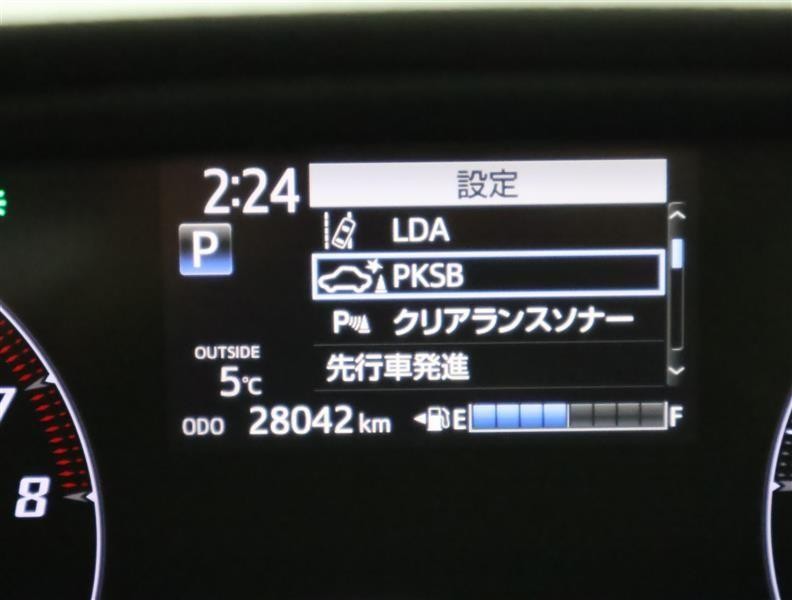 2:24
設定
LDA
P
PKSB
P クリアランスソナー
OUTSIDE
先行車発進
5℃
ODO 28042 km E F
7
8